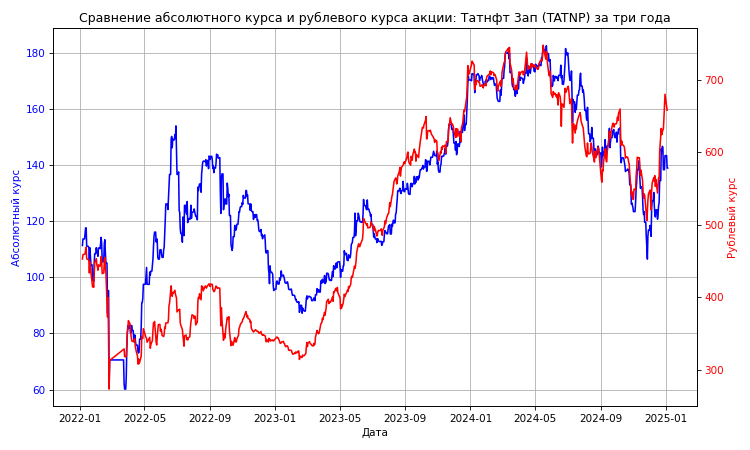 Сравнение абсолютного курса и рублевого курса акции: Татнфт 3ап (TATNP) за три года
180
160
140
120
100
80
60
Абсолютный курс
700
600
500
400
300
Рублевый курс
2022-01 2022-05 2022-09 2023-01 2023-05 2023-09 2024-01 2024-05 2024-09 2025-01
Дата